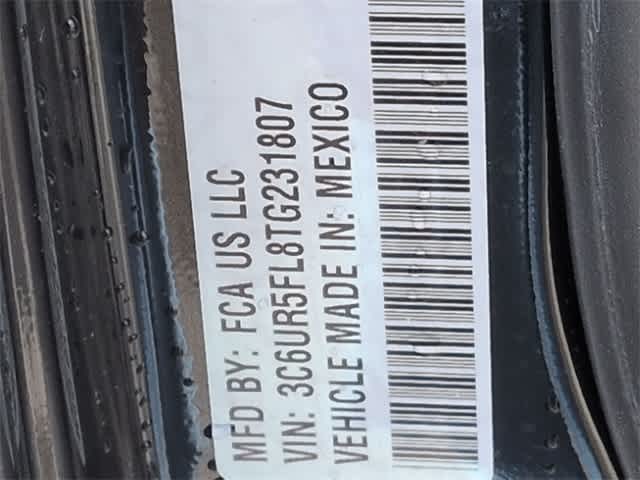 MFD BY: FCA US LLC
VIN: 3C6UR5FL8TG231807
VEHICLE MADE IN: MEXICO